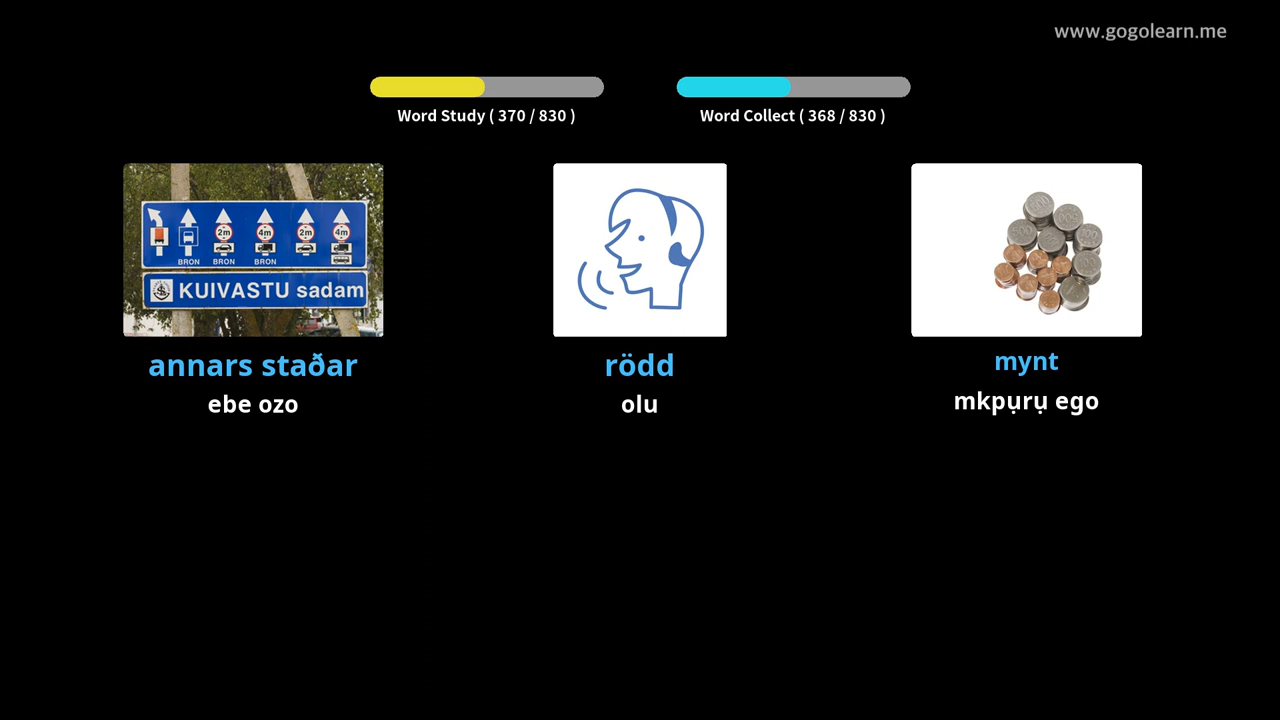 www.gogolearn.me
Word Study ( 370 / 830 )
Word Collect ( 368 / 830 )
2m
4m
2m
4m
BRON
BRON
BRON
KUIVASTU sadam
annars staðar
rödd
mynt
ebe ozo
olu
mkpụrụ ego